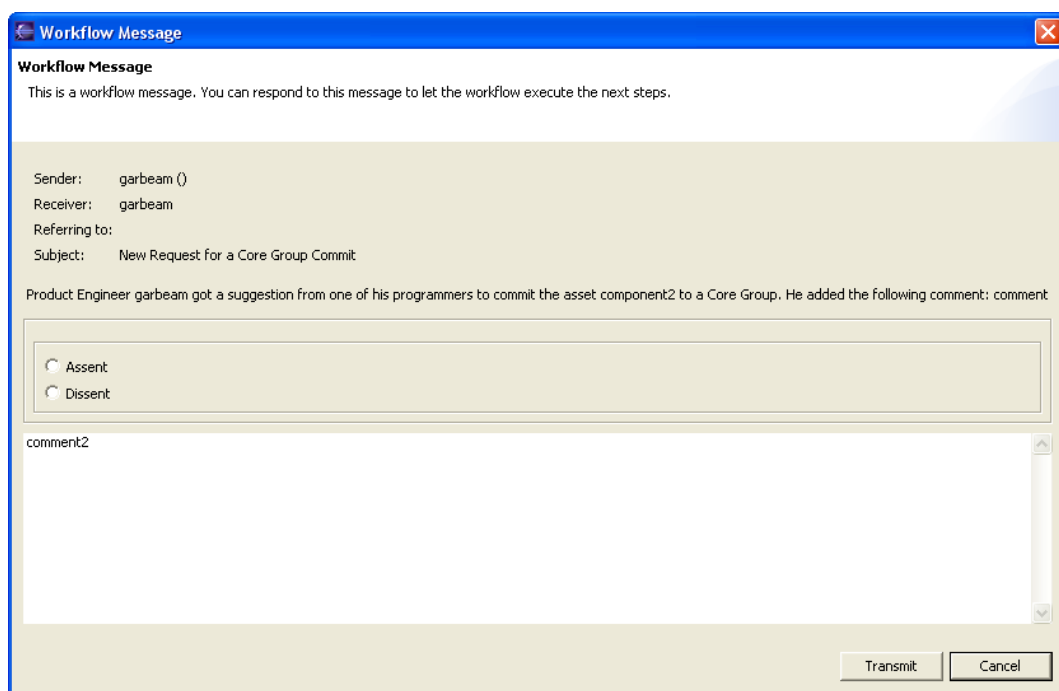 Workflow Message
Workflow Message
This is a workflow message. You can respond to this message to let the workflow execute the next steps.
Sender: garbeam ()
Receiver: garbeam
Referring to:
Subject: New Request for a Core Group Commit
Product Engineer garbeam got a suggestion from one of his programmers to commit the asset component2 to a Core Group. He added the following comment: comment
Assent
Dissent
comment2
Transmit Cancel